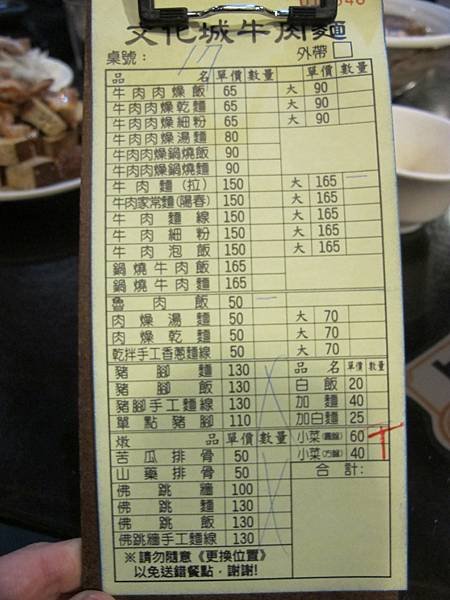 文化城牛肉麵
桌號： 17 外帶
品 名 單價 數量 單價 數量
牛肉肉燥飯 65 大 90
牛肉肉燥乾麵 65 大 90
牛肉肉燥細粉 65 大 90
牛肉肉燥湯麵 80
牛肉肉燥鍋燒飯 90
牛肉肉燥鍋燒麵 90
牛肉麵(拉) 150 大 165 一
牛肉家常麵(陽春) 150 大 165
牛肉麵線 150 大 165
牛肉細粉 150 大 165
牛肉泡飯 150 大 165
鍋燒牛肉飯 165
鍋燒牛肉麵 165
魯肉飯 50 一
肉燥湯麵 50 大 70
肉燥乾麵 50 大 70
乾拌手工香蔥麵線 50 大 70
豬腳麵 130 品 名 單價 數量
豬腳飯 130 白飯 20
豬腳手工麵線 130 加麵 40
單點豬腳 110 加白麵 25
燉 品 單價 數量 小菜(圓盤) 60
苦瓜排骨 50 小菜(方盤) 40
山藥排骨 50 合 計:
佛跳牆 100
佛跳麵 130
佛跳飯 130
佛跳牆手工麵線 130
※請勿隨意《更換位置》
以免送錯餐點，謝謝!